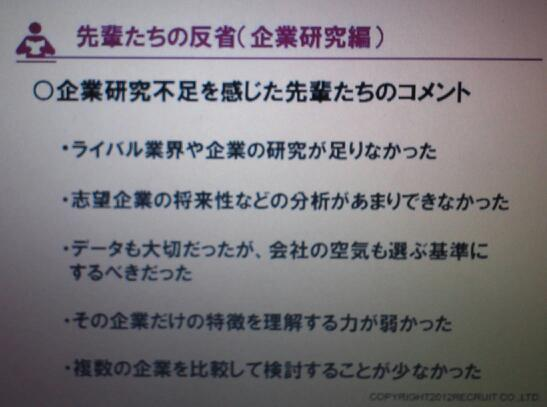 先輩たちの反省（企業研究編）
○企業研究不足を感じた先輩たちのコメント
・ライバル業界や企業の研究が足りなかった
・志望企業の将来性などの分析があまりできなかった
・データも大切だったが、会社の空気も選ぶ基準に
するべきだった
・その企業だけの特徴を理解する力が弱かった
・複数の企業を比較して検討することが少なかった
COPYRIGHT2012RECRUIT CO.,LTD.